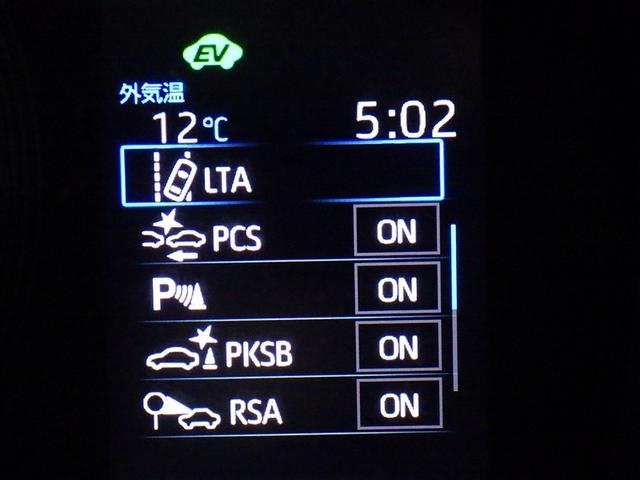 EV
外気温
12℃ 5:02
LTA
PCS ON
P ON
PKSB ON
RSA ON